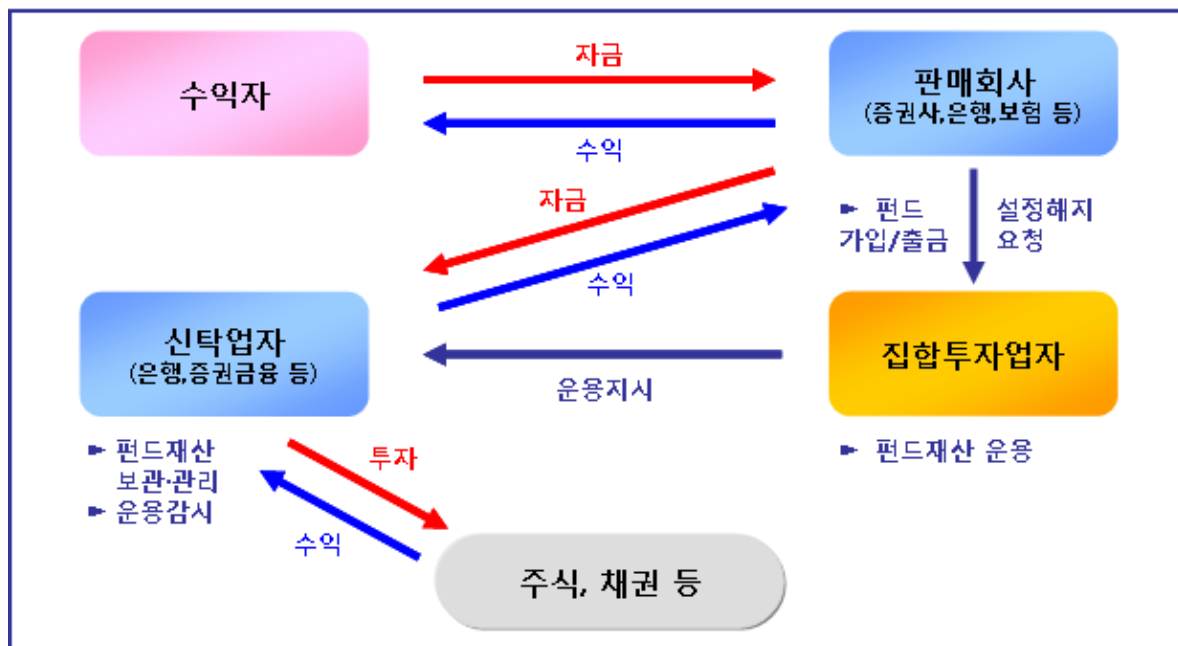 자금
수익자
판매회사
(증권사,은행,보험 등)
수익
자금
► 펀드
가입/출금
설정해지
요청
수익
신탁업자
(은행,증권금융 등)
집합투자업자
운용지시
► 펀드재산
보관·관리
► 운용감시
투자
► 펀드재산 운용
수익
주식, 채권 등